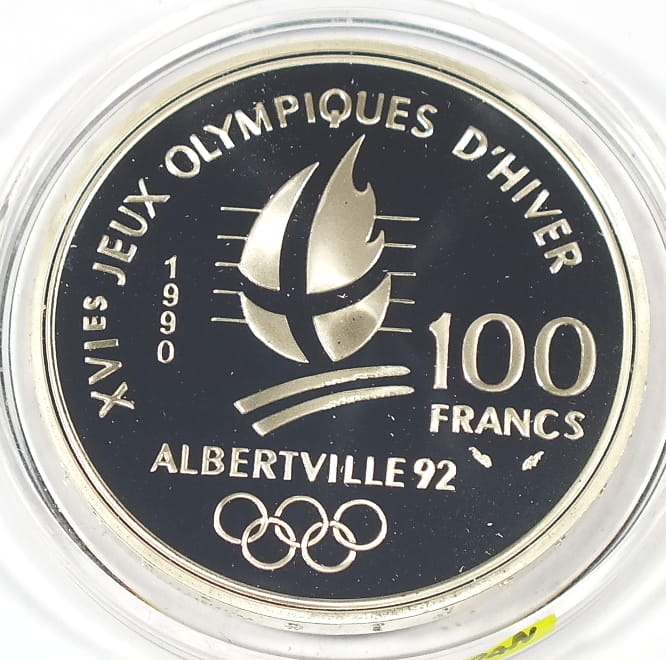 XVIES JEUX OLYMPIQUES D'HIVER
1990
100
FRANCS
ALBERTVILLE 92